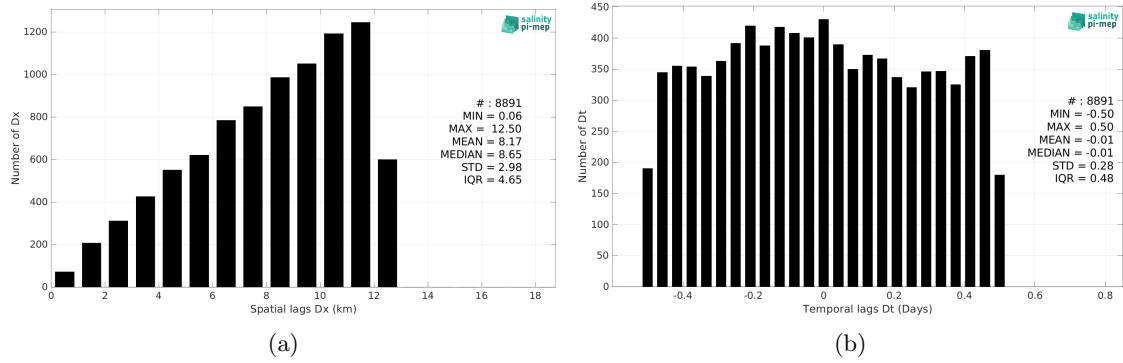 1200
1000
800
600
400
200
0
Number of Dx
salinity
pi-mep
# : 8891
MIN = 0.06
MAX = 12.50
MEAN = 8.17
MEDIAN = 8.65
STD = 2.98
IQR = 4.65
0 2 4 6 8 10 12 14 16 18
Spatial lags Dx (km)
(a)
450
400
350
300
250
200
150
100
50
0
Number of Dt
salinity
pi-mep
# : 8891
MIN = -0.50
MAX = 0.50
MEAN = -0.01
MEDIAN = -0.01
STD = 0.28
IQR = 0.48
-0.4 -0.2 0 0.2 0.4 0.6 0.8
Temporal lags Dt (Days)
(b)